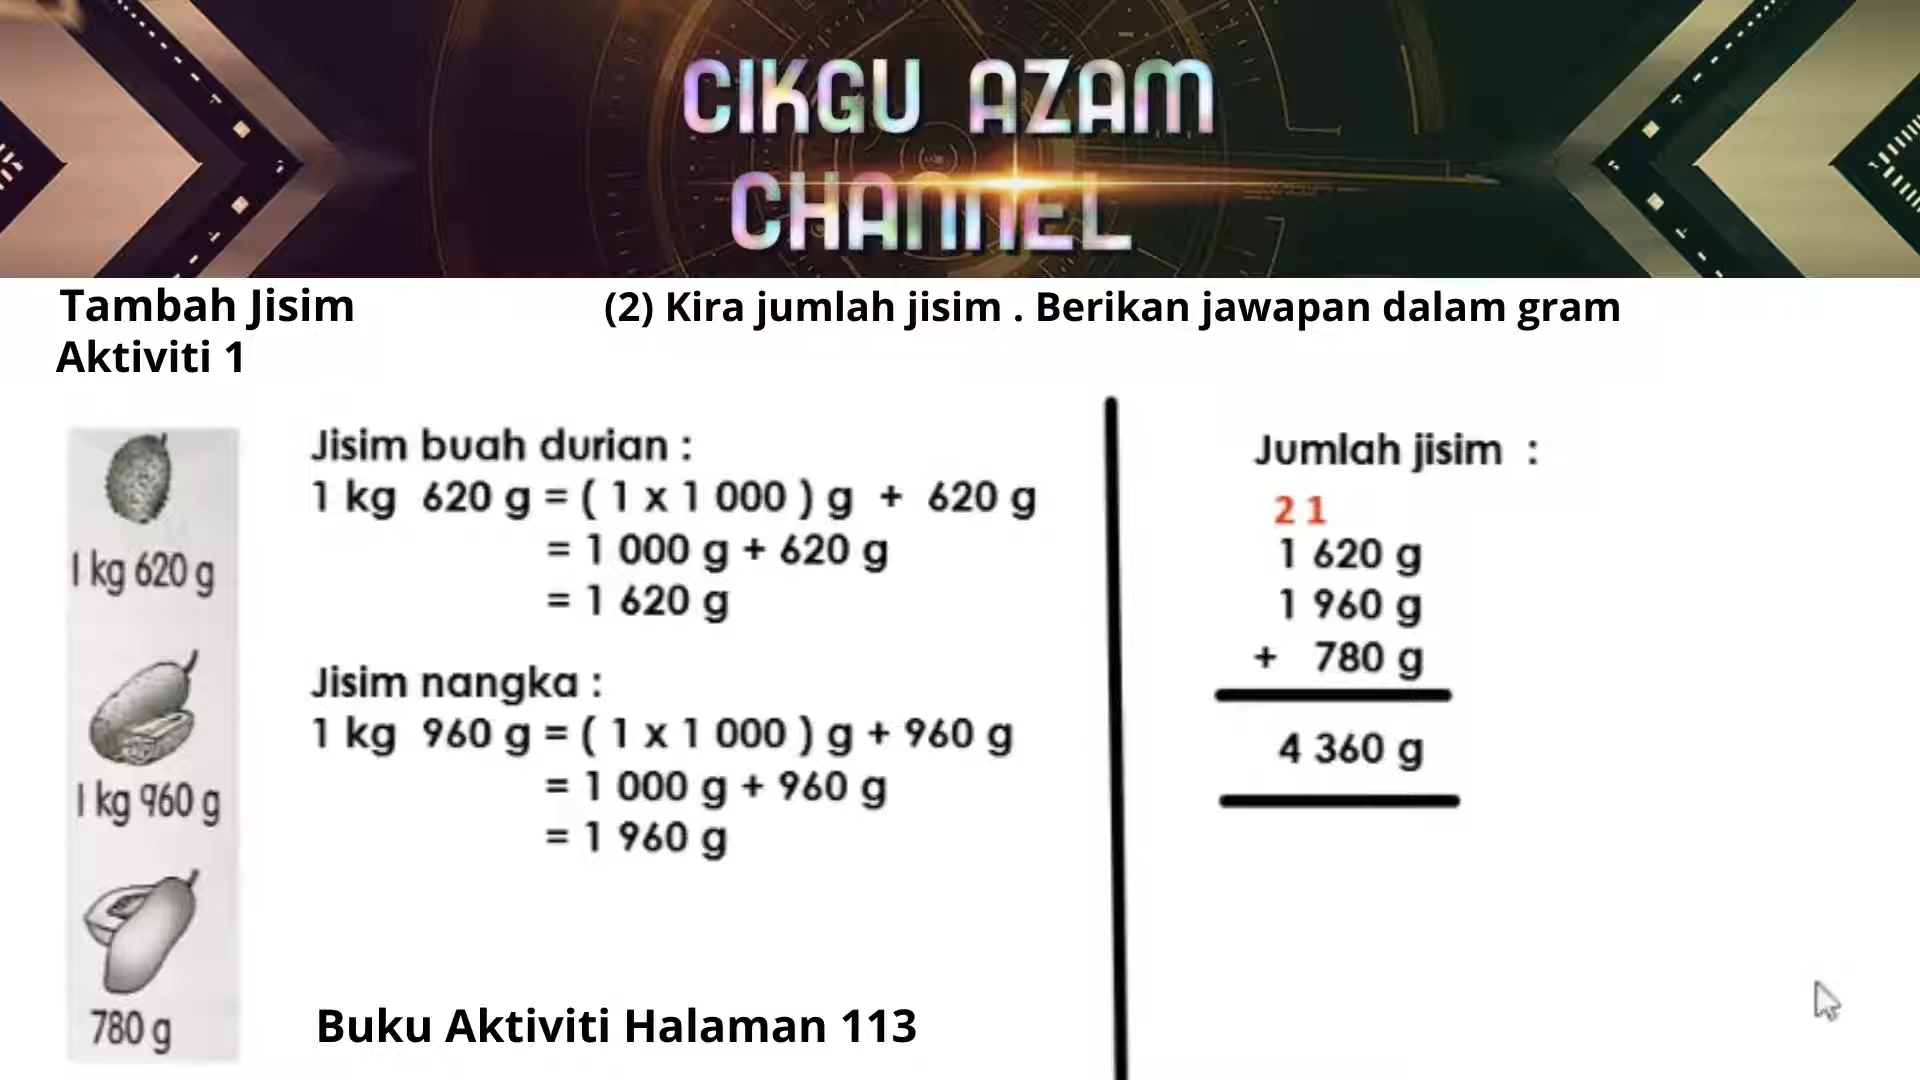 CIKGU AZAM
CHANNEL
Tambah Jisim
Aktiviti 1
(2) Kira jumlah jisim . Berikan jawapan dalam gram
1 kg 620 g
1 kg 960 g
780 g
Jisim buah durian :
1 kg 620 g = ( 1 x 1 000 ) g + 620 g
= 1 000 g + 620 g
= 1 620 g
Jisim nangka :
1 kg 960 g = ( 1 x 1 000 ) g + 960 g
= 1 000 g + 960 g
= 1 960 g
Buku Aktiviti Halaman 113
Jumlah jisim :
2 1
1 620 g
1 960 g
+ 780 g
4 360 g